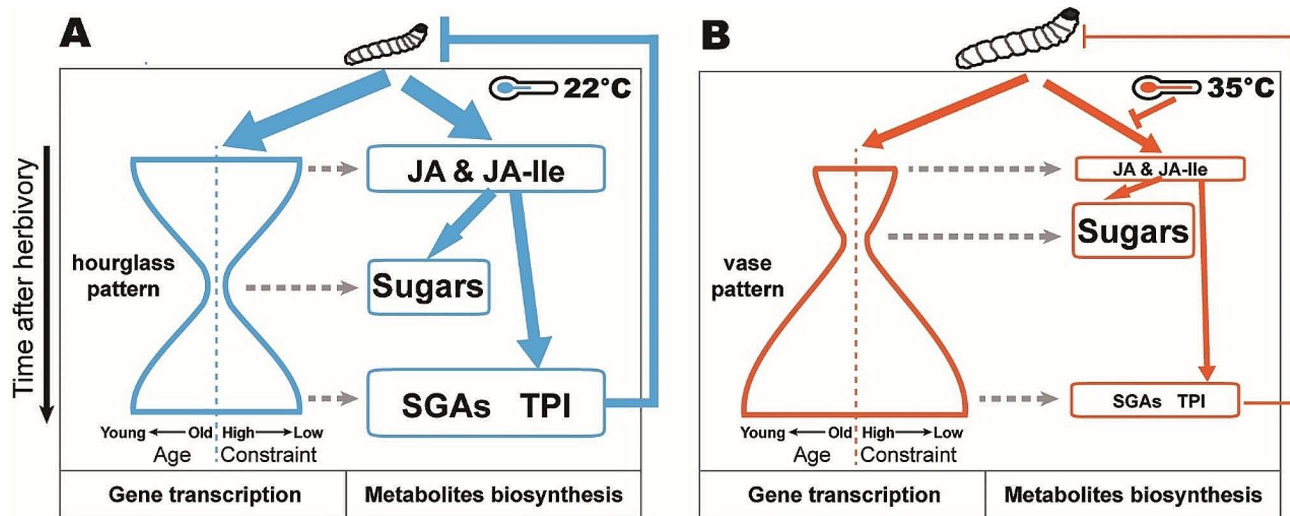 A
22°C
Time after herbivory
hourglass
pattern
JA & JA-Ile
Sugars
SGAs TPI
Young Old High Low
Age Constraint
Gene transcription Metabolites biosynthesis
B
35°C
vase
pattern
JA & JA-Ile
Sugars
SGAs TPI
Young Old High Low
Age Constraint
Gene transcription Metabolites biosynthesis